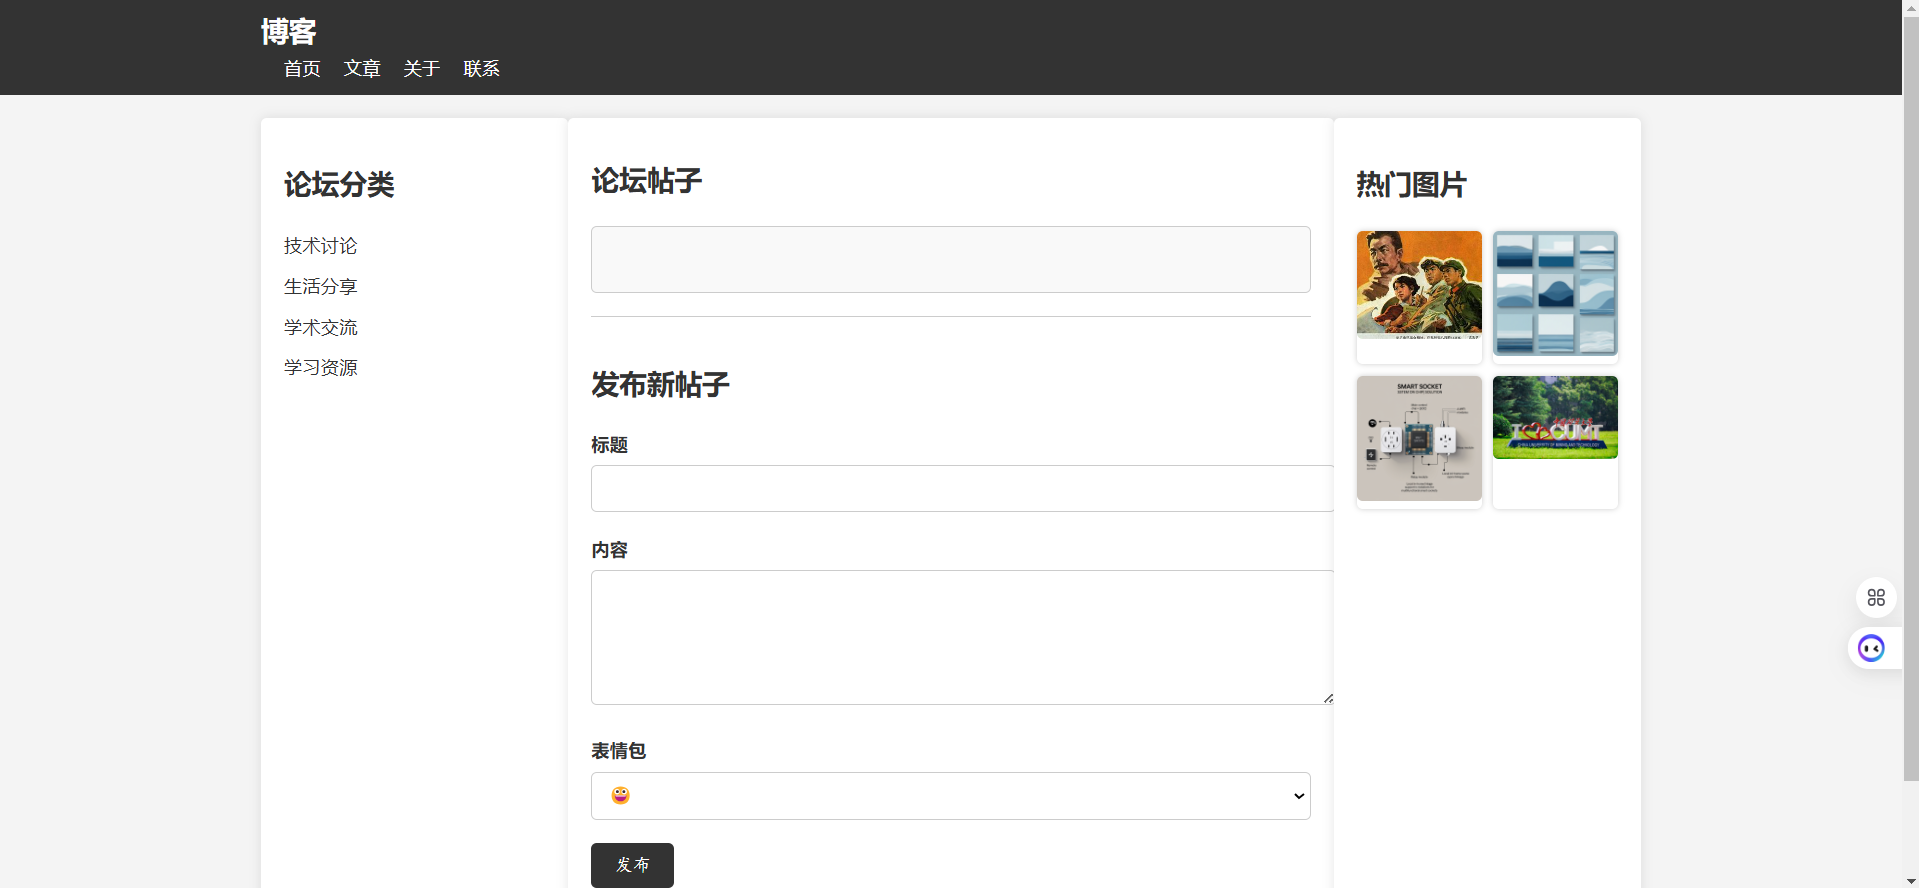 博客
首页 文章 关于 联系
论坛分类
技术讨论
生活分享
学术交流
学习资源
论坛帖子
发布新帖子
标题
内容
表情包
发布
热门图片
SMART SOCKET
CUMT